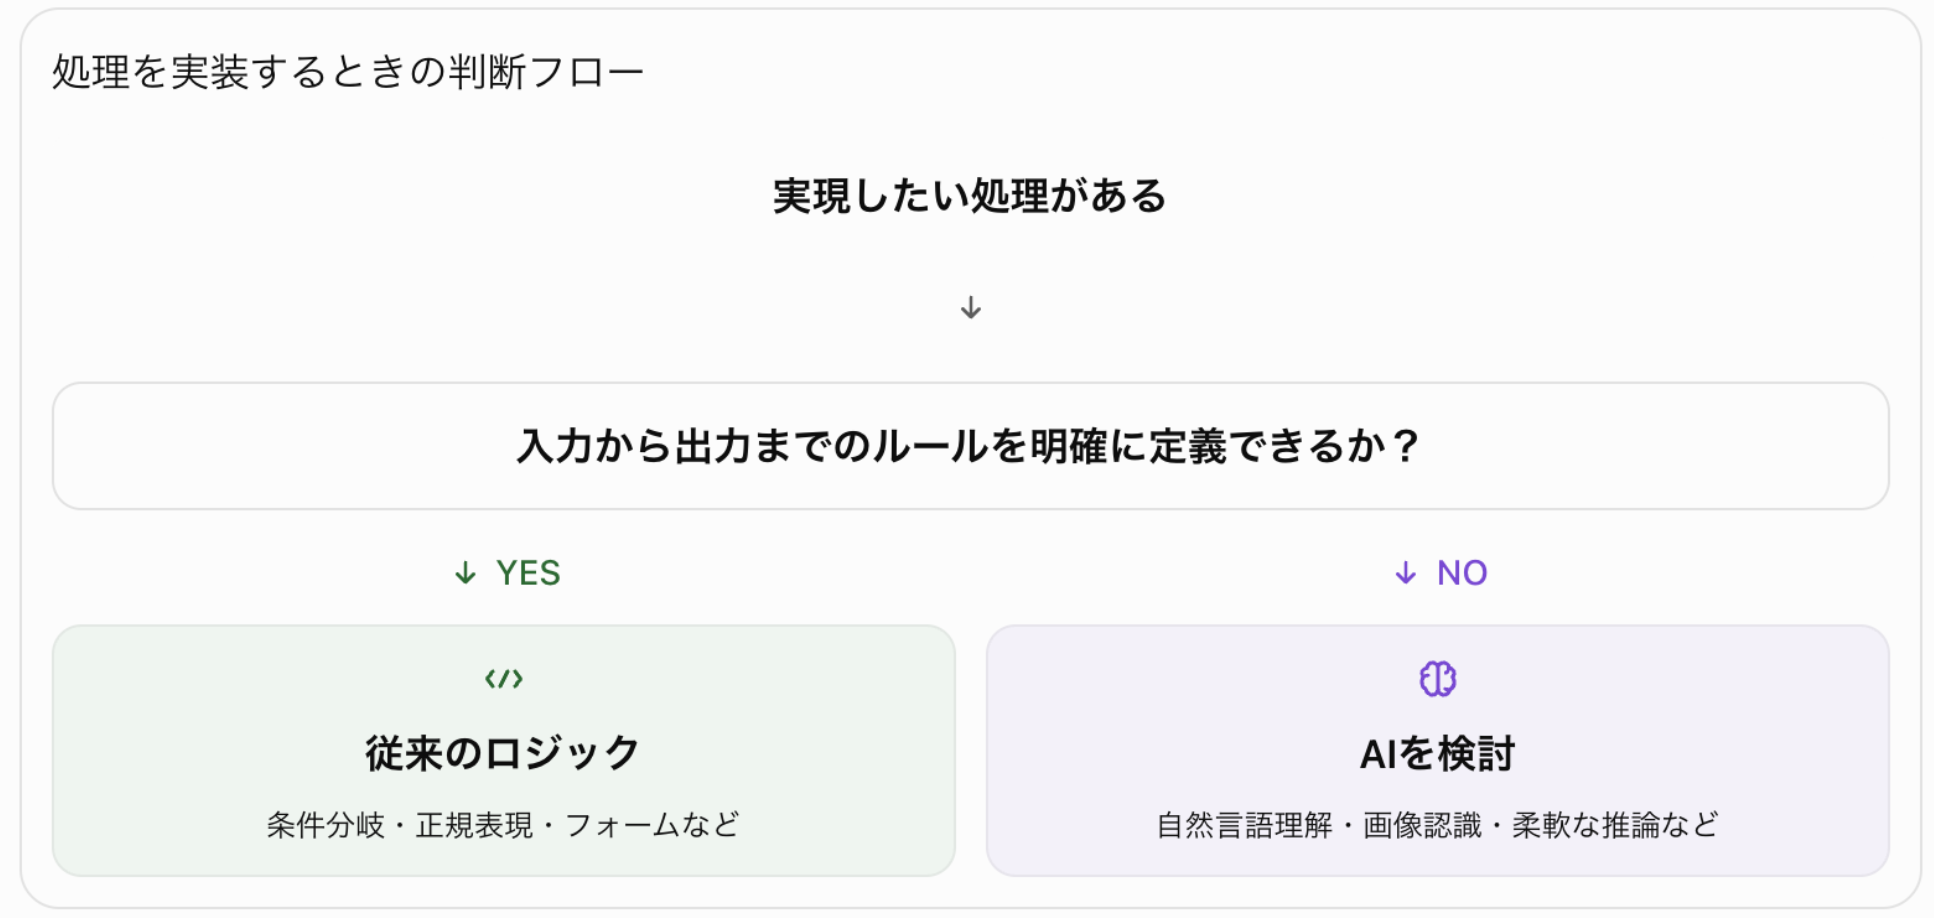 処理を実装するときの判断フロー
実現したい処理がある
↓
入力から出力までのルールを明確に定義できるか？
↓ YES
↓ NO
従来のロジック
条件分岐・正規表現・フォームなど
AIを検討
自然言語理解・画像認識・柔軟な推論など